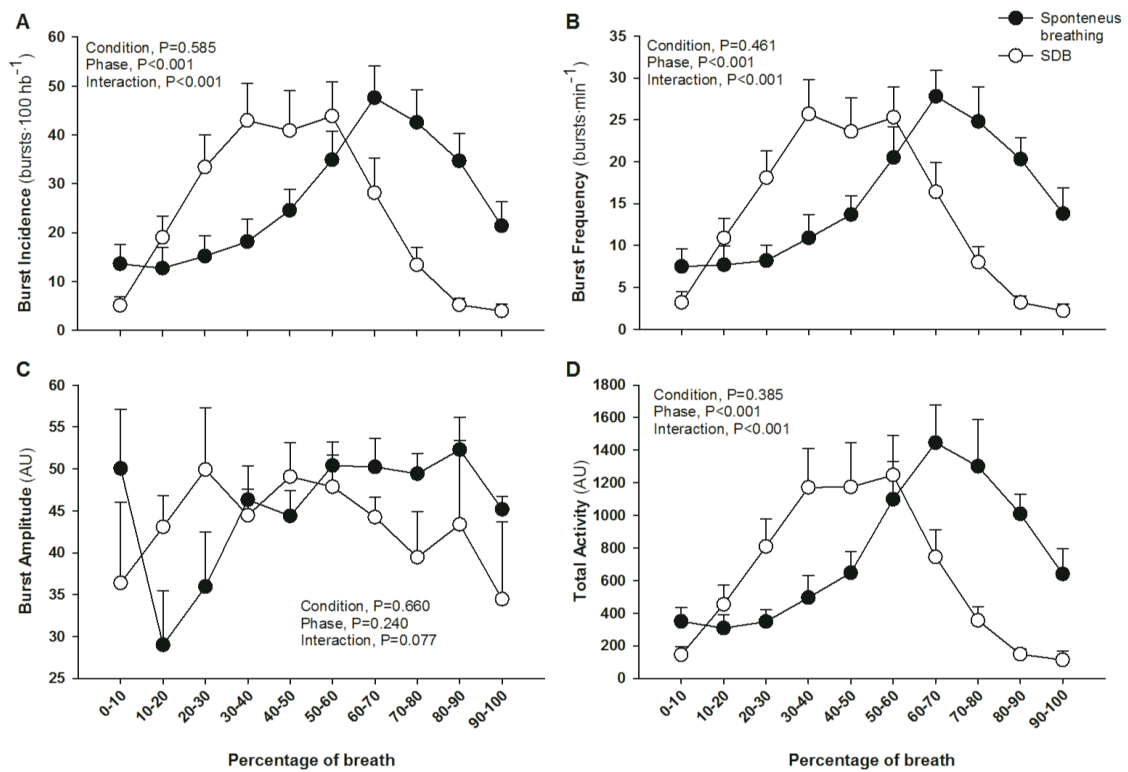 A
Condition, P=0.585
Phase, P<0.001
Interaction, P<0.001
Burst Incidence (bursts·100 hb⁻¹)
60
50
40
30
20
10
0
B
Condition, P=0.461
Phase, P<0.001
Interaction, P<0.001
Sponteneus
breathing
SDB
Burst Frequency (bursts·min⁻¹)
35
30
25
20
15
10
5
0
C
Burst Amplitude (AU)
60
55
50
45
40
35
30
25
Condition, P=0.660
Phase, P=0.240
Interaction, P=0.077
0-10
10-20
20-30
30-40
40-50
50-60
60-70
70-80
80-90
90-100
Percentage of breath
D
Condition, P=0.385
Phase, P<0.001
Interaction, P<0.001
Total Activity (AU)
1800
1600
1400
1200
1000
800
600
400
200
0
0-10
10-20
20-30
30-40
40-50
50-60
60-70
70-80
80-90
90-100
Percentage of breath